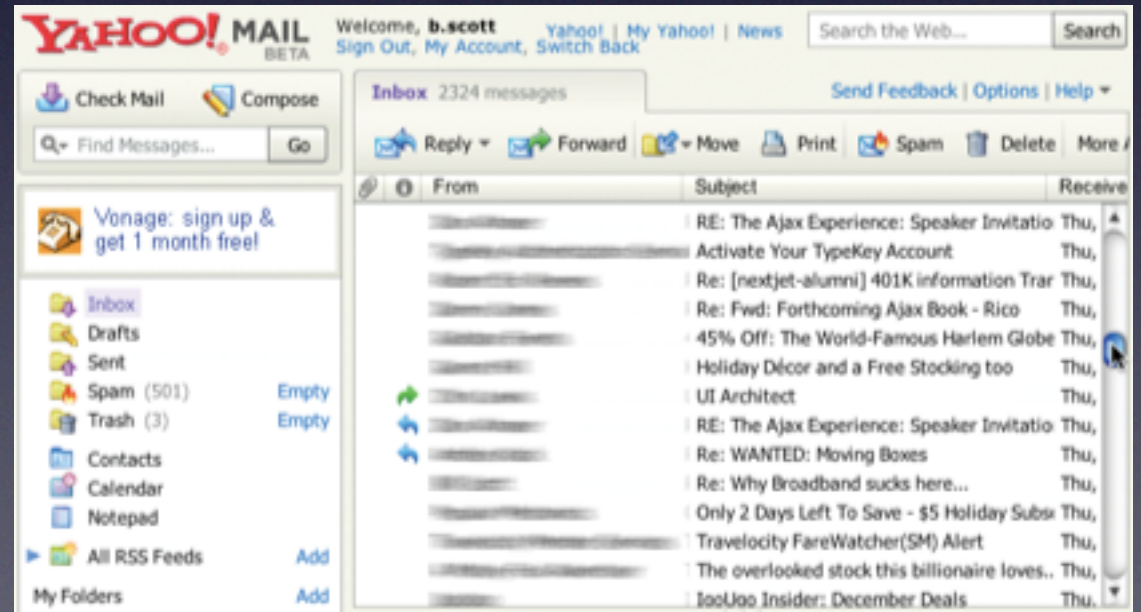 YAHOO! MAIL
BETA
Welcome, b.scott
Sign Out, My Account, Switch Back
Yahoo! | My Yahoo! | News
Search the Web...
Search
Check Mail
Compose
Find Messages...
Go
Vonage: sign up &
get 1 month free!
Inbox
Drafts
Sent
Spam (501) Empty
Trash (3) Empty
Contacts
Calendar
Notepad
All RSS Feeds Add
My Folders Add
Inbox 2324 messages
Send Feedback | Options | Help
Reply Forward Move Print Spam Delete More A
From Subject Receive
RE: The Ajax Experience: Speaker Invitatio Thu,
Activate Your TypeKey Account Thu,
Re: [nextjet-alumni] 401K information Trar Thu,
Re: Fwd: Forthcoming Ajax Book - Rico Thu,
45% Off: The World-Famous Harlem Globe Thu,
Holiday Décor and a Free Stocking too Thu,
UI Architect Thu,
RE: The Ajax Experience: Speaker Invitatio Thu,
Re: WANTED: Moving Boxes Thu,
Re: Why Broadband sucks here... Thu,
Only 2 Days Left To Save - $5 Holiday Subs Thu,
Travelocity FareWatcher(SM) Alert Thu,
The overlooked stock this billionaire loves.. Thu,
Insider: December Deals Thu,